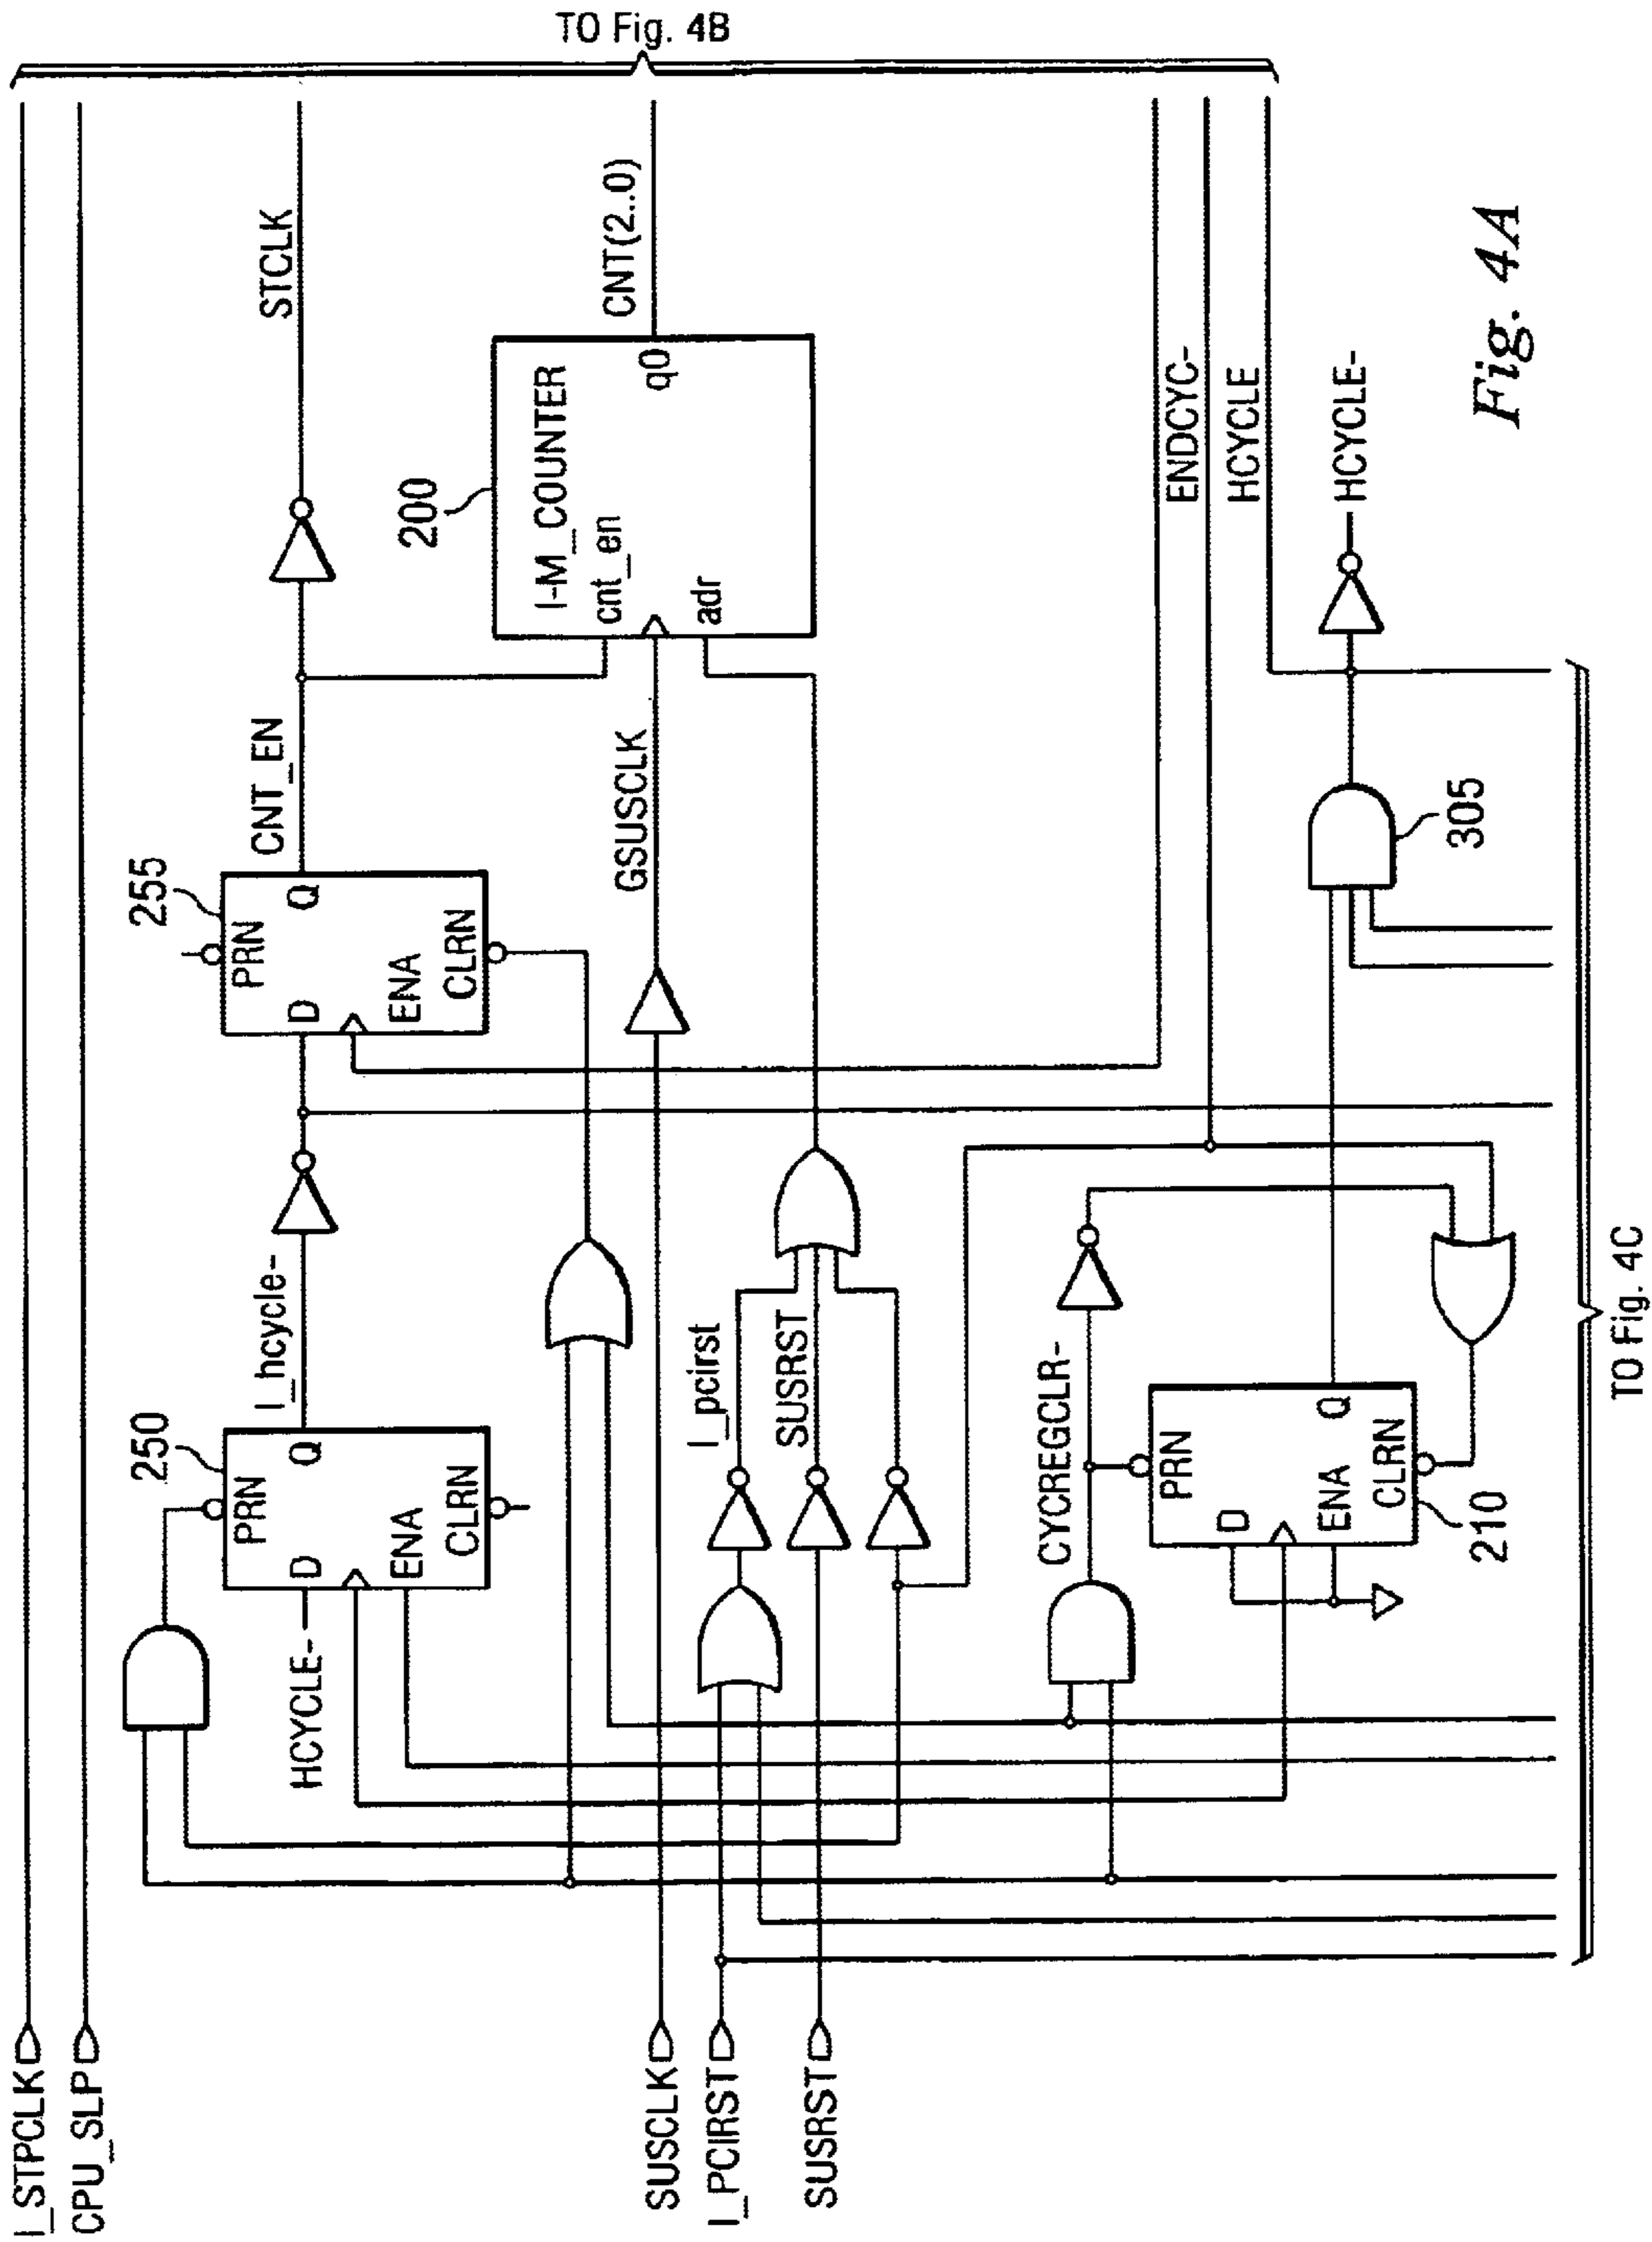 TO Fig. 4B
I_STPCLK
CPU_SLP
STCLK
CNT_EN
255
PRN
D
Q
ENA
CLRN
I_hcycle-
250
PRN
D
Q
ENA
CLRN
HCYCLE-
200
I-M_COUNTER
cnt_en
q0
adr
CNT(2..0)
GSUSCLK
SUSCLK
I_PCIRST
SUSRST
I_pcirst
SUSRST
ENDCYC-
HCYCLE
HCYCLE-
305
CYCREGCLR-
PRN
D
Q
ENA
CLRN
210
Fig. 4A
TO Fig. 4C